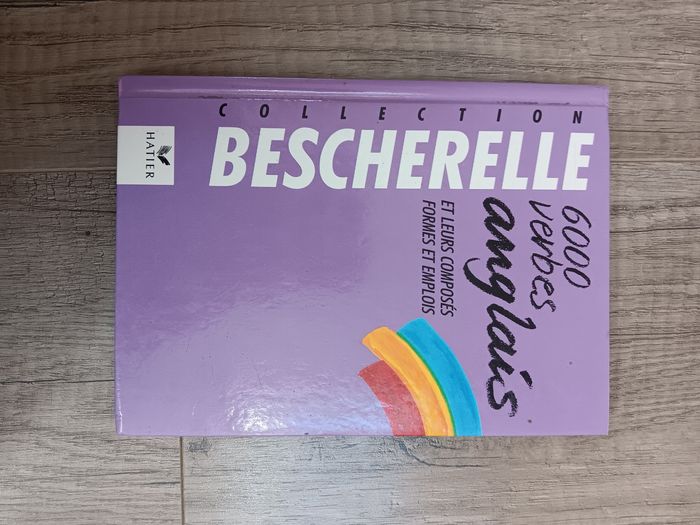 COLLECTION
BESCHERELLE
6000
verbes
anglais
ET LEURS COMPOSÉS
FORMES ET EMPLOIS
HATIER